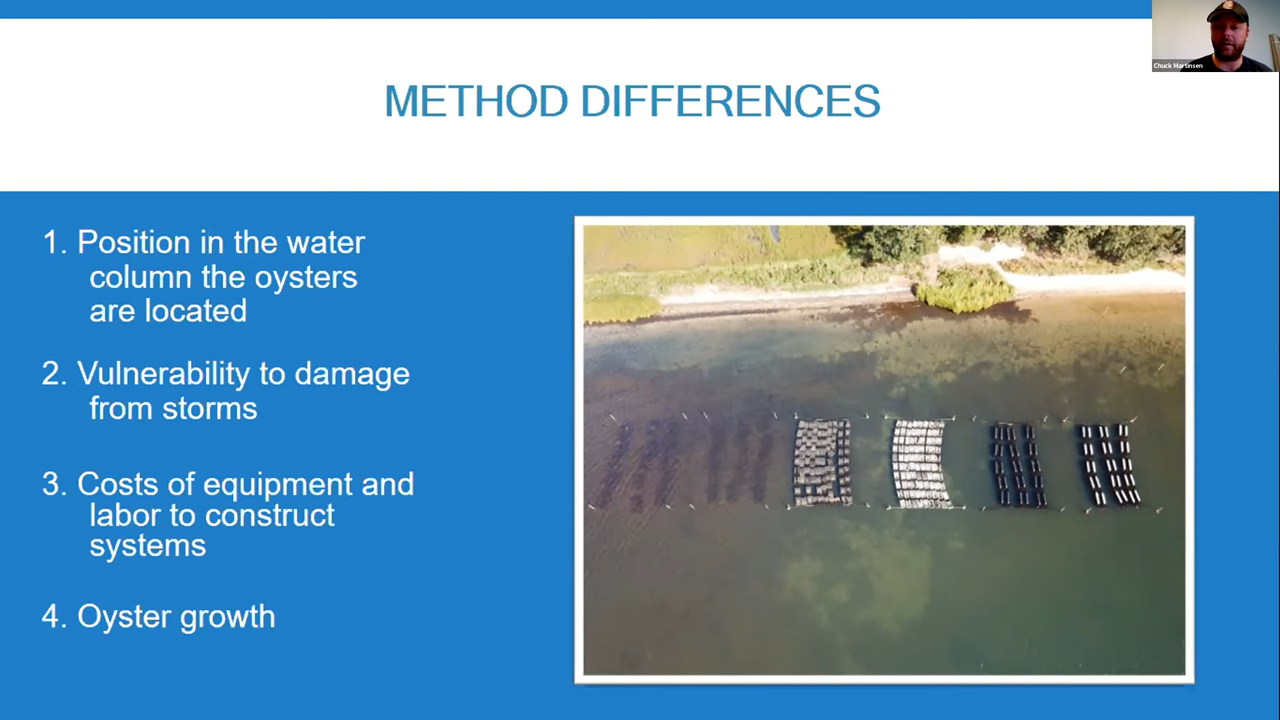 Chuck Martinsen
METHOD DIFFERENCES
1. Position in the water
column the oysters
are located
2. Vulnerability to damage
from storms
3. Costs of equipment and
labor to construct
systems
4. Oyster growth